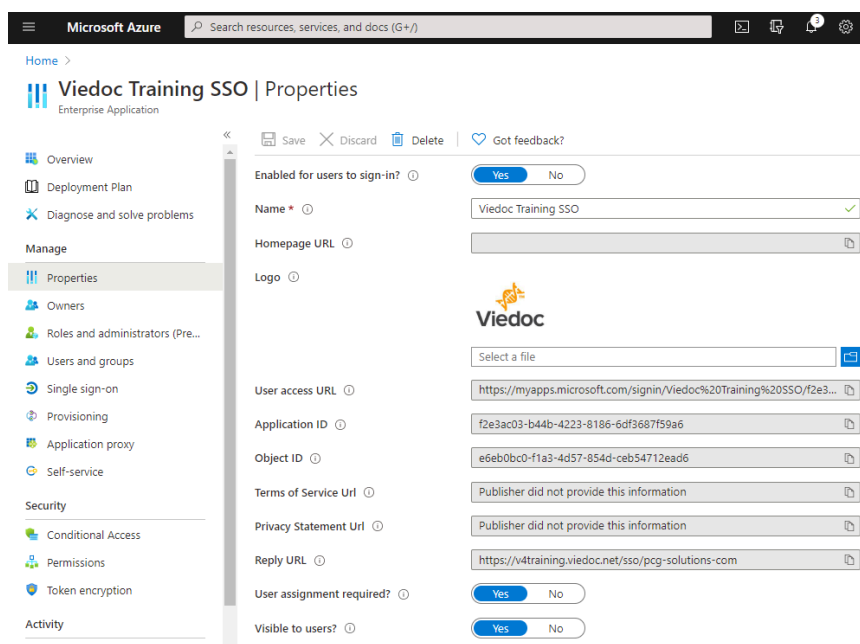 Microsoft Azure
Search resources, services, and docs (G+/)
3
Home >
Viedoc Training SSO | Properties
Enterprise Application
«
Save
Discard
Delete
Got feedback?
Overview
Deployment Plan
Diagnose and solve problems
Manage
Properties
Owners
Roles and administrators (Pre...
Users and groups
Single sign-on
Provisioning
Application proxy
Self-service
Security
Conditional Access
Permissions
Token encryption
Activity
Enabled for users to sign-in? Yes No
Name * Viedoc Training SSO
Homepage URL
Logo
Viedoc
Select a file
User access URL https://myapps.microsoft.com/signin/Viedoc%20Training%20SSO/f2e3...
Application ID f2e3ac03-b44b-4223-8186-6df3687f59a6
Object ID e6eb0bc0-f1a3-4d57-854d-ceb54712ead6
Terms of Service Url Publisher did not provide this information
Privacy Statement Url Publisher did not provide this information
Reply URL https://v4training.viedoc.net/sso/pcg-solutions-com
User assignment required? Yes No
Visible to users? Yes No